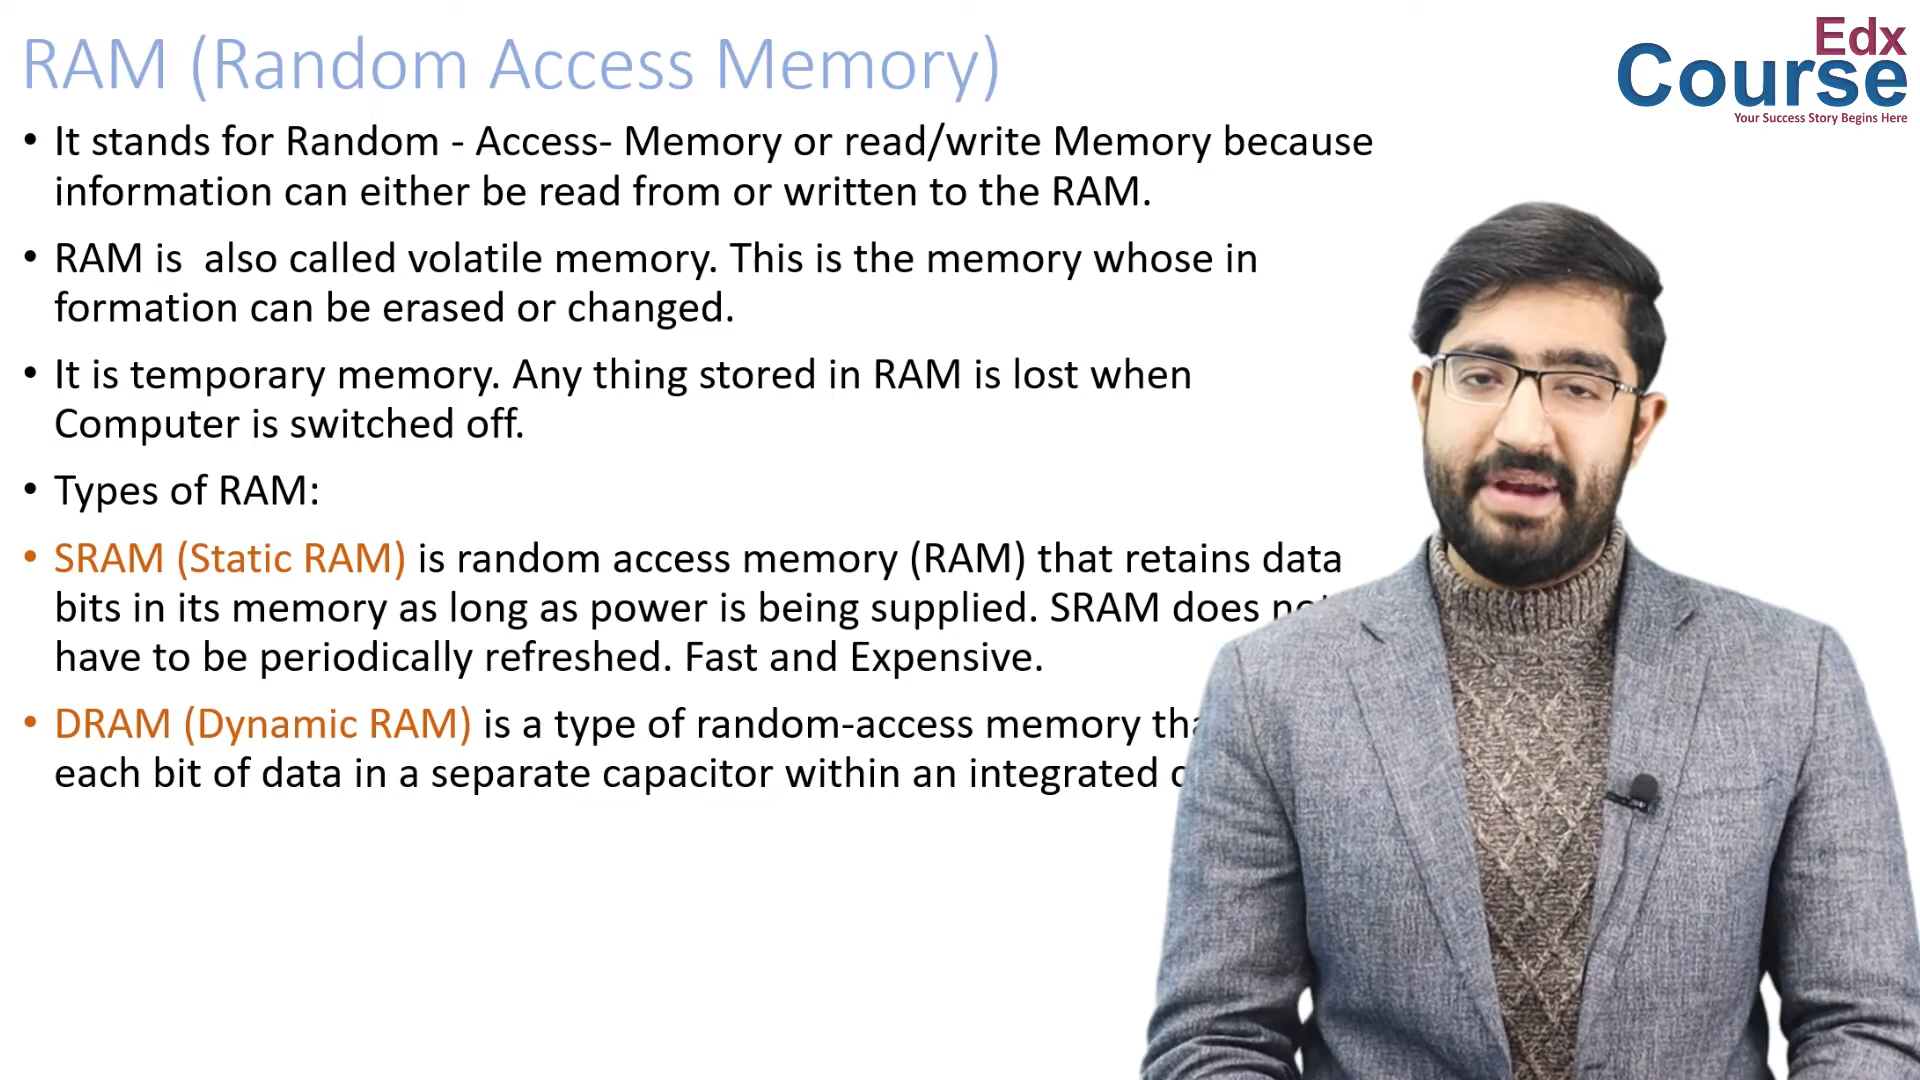 RAM (Random Access Memory)
Edx
Course
Your Success Story Begins Here
• It stands for Random - Access- Memory or read/write Memory because
information can either be read from or written to the RAM.
• RAM is  also called volatile memory. This is the memory whose in
formation can be erased or changed.
• It is temporary memory. Any thing stored in RAM is lost when
Computer is switched off.
• Types of RAM:
• SRAM (Static RAM) is random access memory (RAM) that retains data
bits in its memory as long as power is being supplied. SRAM does
have to be periodically refreshed. Fast and Expensive.
• DRAM (Dynamic RAM) is a type of random-access memory
each bit of data in a separate capacitor within an integrated